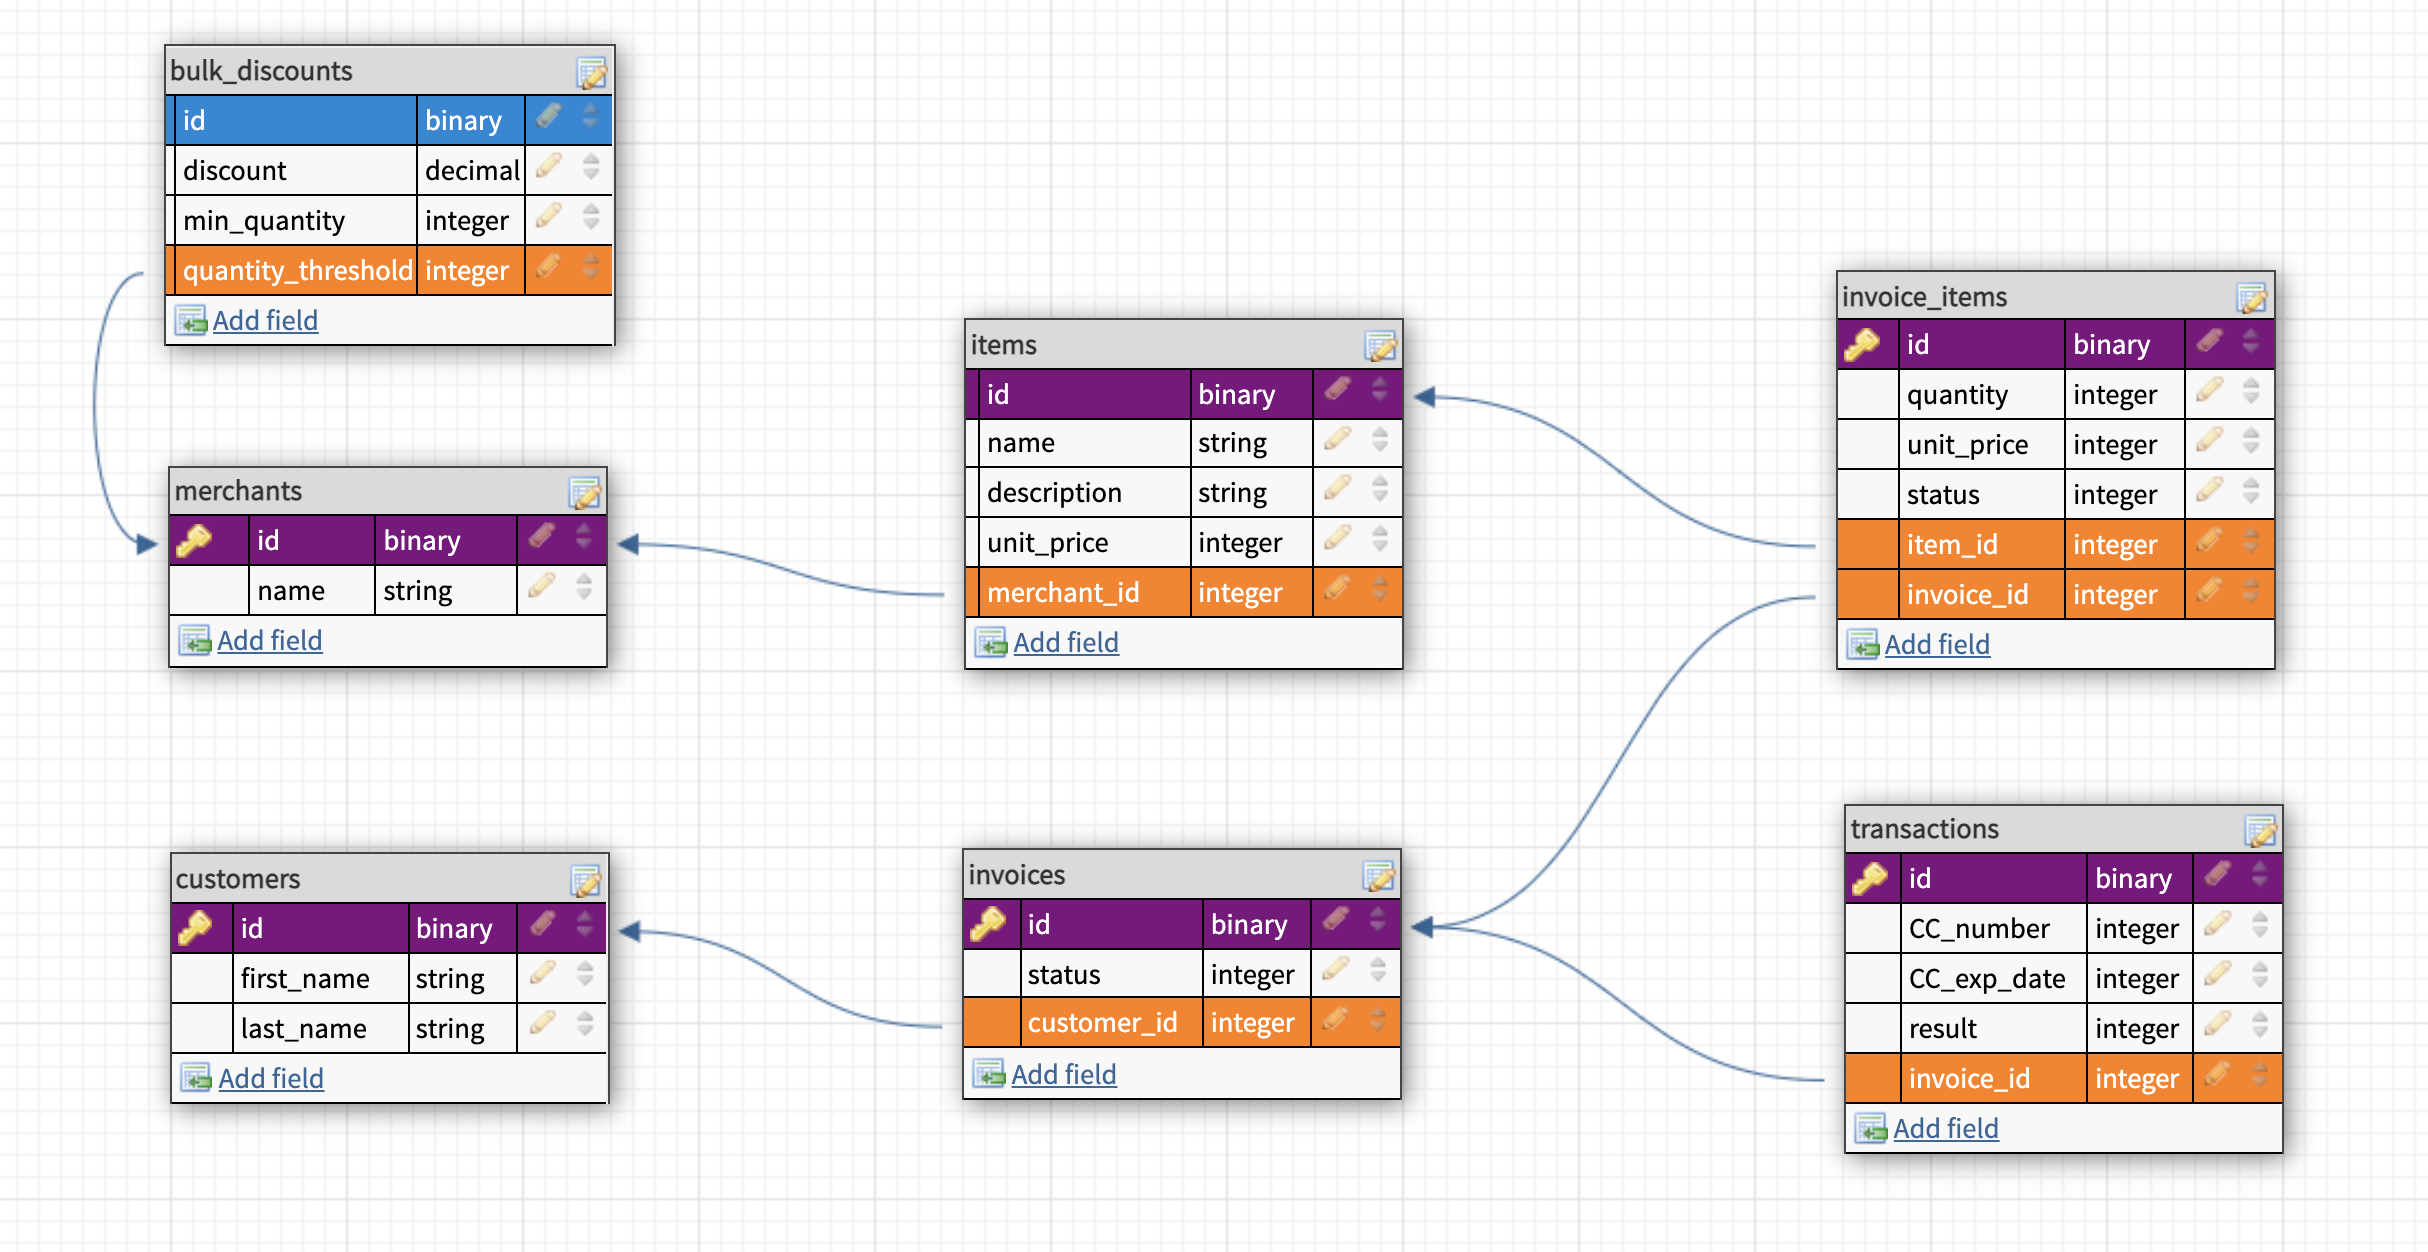 bulk_discounts
id binary
discount decimal
min_quantity integer
quantity_threshold integer
Add field
merchants
id binary
name string
Add field
items
id binary
name string
description string
unit_price integer
merchant_id integer
Add field
invoice_items
id binary
quantity integer
unit_price integer
status integer
item_id integer
invoice_id integer
Add field
customers
id binary
first_name string
last_name string
Add field
invoices
id binary
status integer
customer_id integer
Add field
transactions
id binary
CC_number integer
CC_exp_date integer
result integer
invoice_id integer
Add field